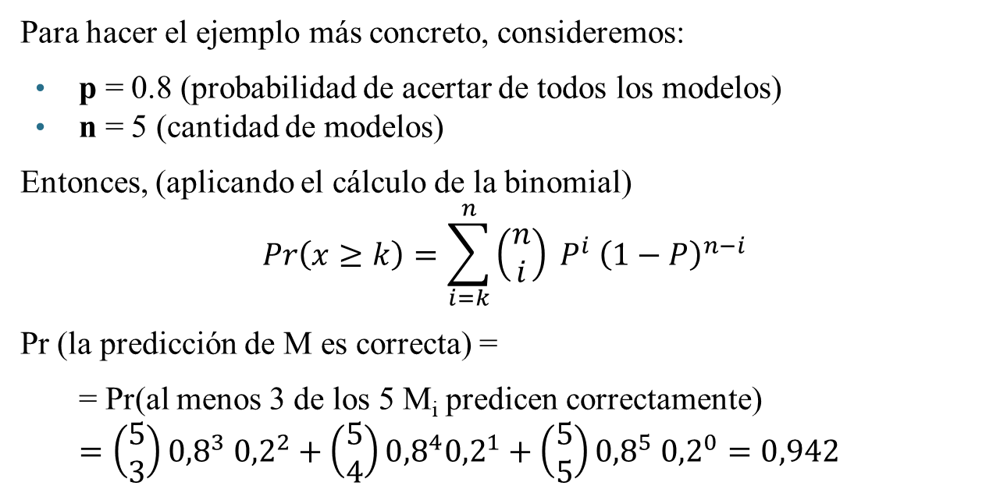 Para hacer el ejemplo más concreto, consideremos:
• p = 0.8 (probabilidad de acertar de todos los modelos)
• n = 5 (cantidad de modelos)
Entonces, (aplicando el cálculo de la binomial)
$Pr(x \geq k) = \sum_{i=k}^{n} \binom{n}{i} P^{i} (1 - P)^{n-i}$
Pr (la predicción de M es correcta) =
= Pr(al menos 3 de los 5 M_i predicen correctamente)
$= \binom{5}{3} 0,8^{3} \, 0,2^{2} + \binom{5}{4} 0,8^{4} 0,2^{1} + \binom{5}{5} 0,8^{5} \, 0,2^{0} = 0,942$